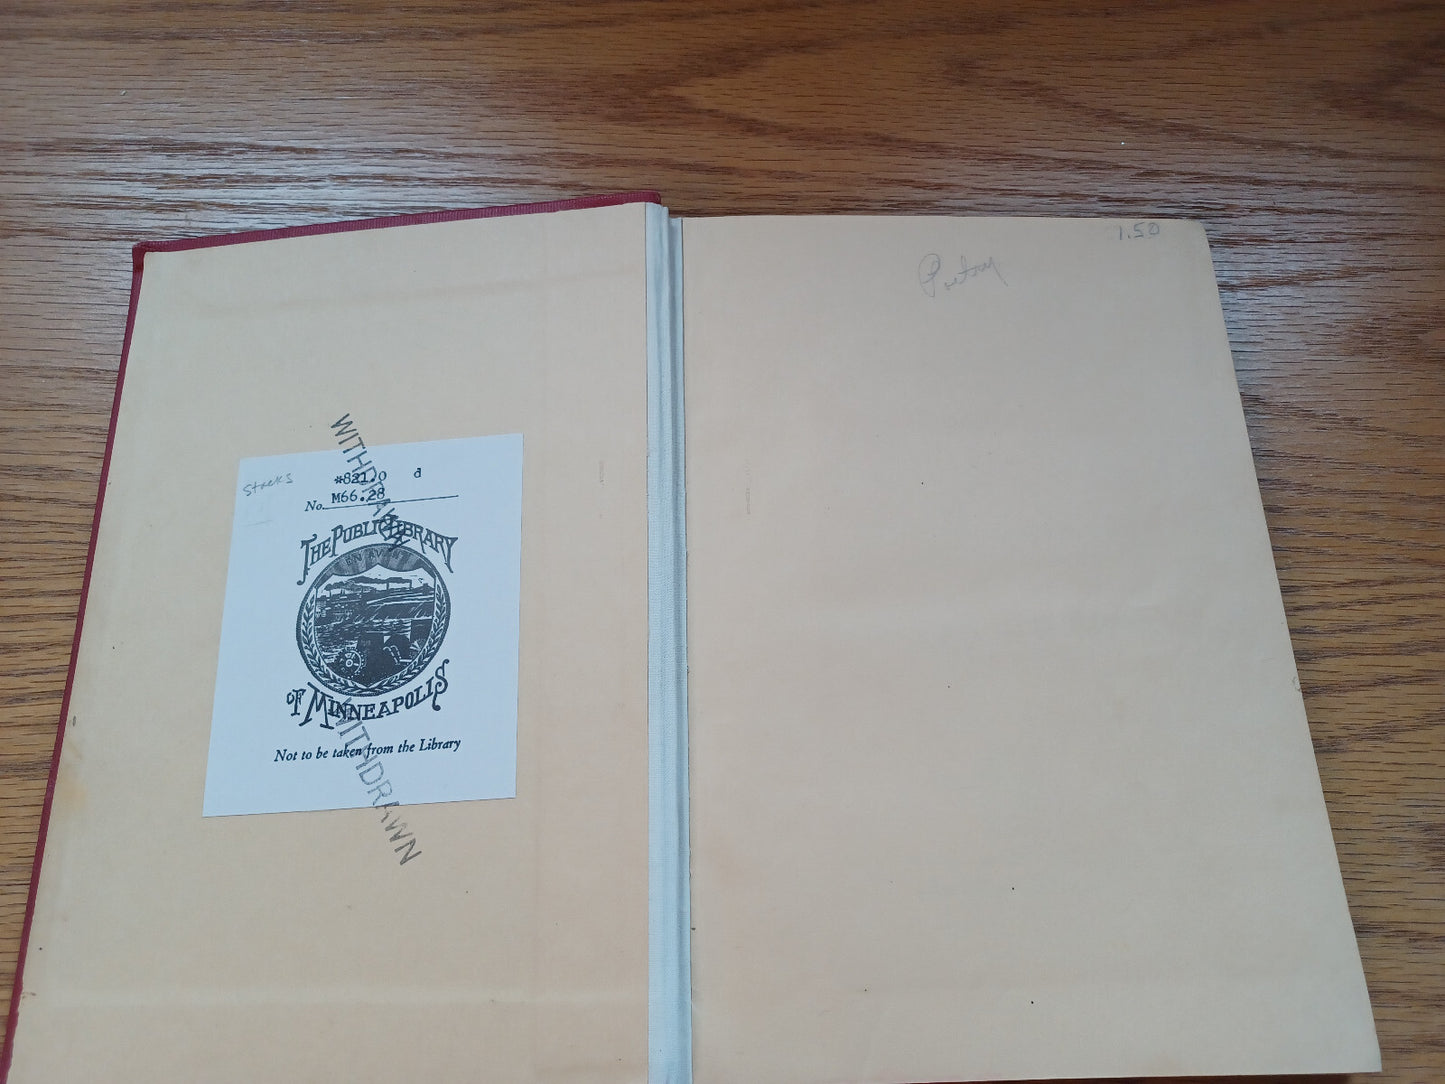 WITHDRAWN
stacks
*821.0 d
No. M66.28
THE PUBLIC LIBRARY
OF MINNEAPOLIS
Not to be taken from the Library
WITHDRAWN
1.50
Poetry